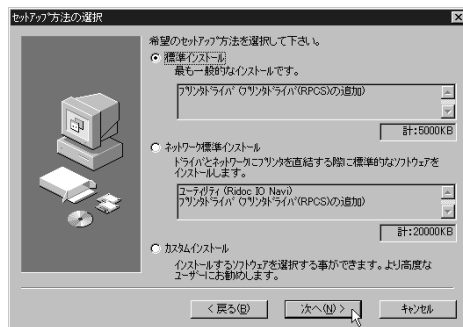 セットアップ方法の選択
希望のセットアップ方法を選択して下さい。
標準インストール
最も一般的なインストールです。
プリンタドライバ (プリンタドライバ(RPCS)の追加)
計:5000KB
ネットワーク標準インストール
ドライバとネットワークにプリンタを直結する際に標準的なソフトウェアを
インストールします。
ユーティリティ (Ridoc IO Navi)
プリンタドライバ (プリンタドライバ(RPCS)の追加)
計:20000KB
カスタムインストール
インストールするソフトウェアを選択する事ができます。より高度な
ユーザーにお勧めします。
< 戻る(B)
次へ(N) >
キャンセル